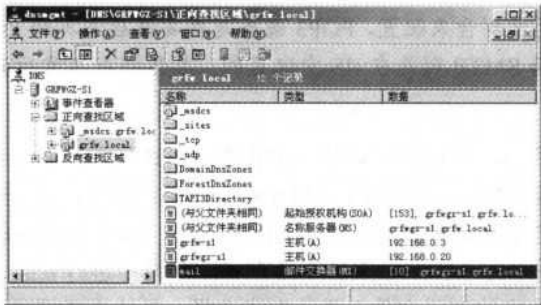 dnsmgmt - [DNS\GRFWGZ-S1\正向查找区域\grfw.local]
文件(F) 操作(A) 查看(V) 窗口(W) 帮助(H)
DNS
GRFWGZ-S1
事件查看器
正向查找区域
_msdcs.grfw.loc
grfw.local
反向查找区域
grfw.local 12 个记录
名称 类型 数据
_msdcs
_sites
_tcp
_udp
DomainDnsZones
ForestDnsZones
TAPI3Directory
(与父文件夹相同) 起始授权机构(SOA) [153], grfwgz-s1.grfw.lo...
(与父文件夹相同) 名称服务器(NS) grfwgz-s1.grfw.local
grfw-s1 主机(A) 192.168.0.3
grfwgz-s1 主机(A) 192.168.0.20
mail 邮件交换器(MX) [10] grfwgz-s1.grfw.local